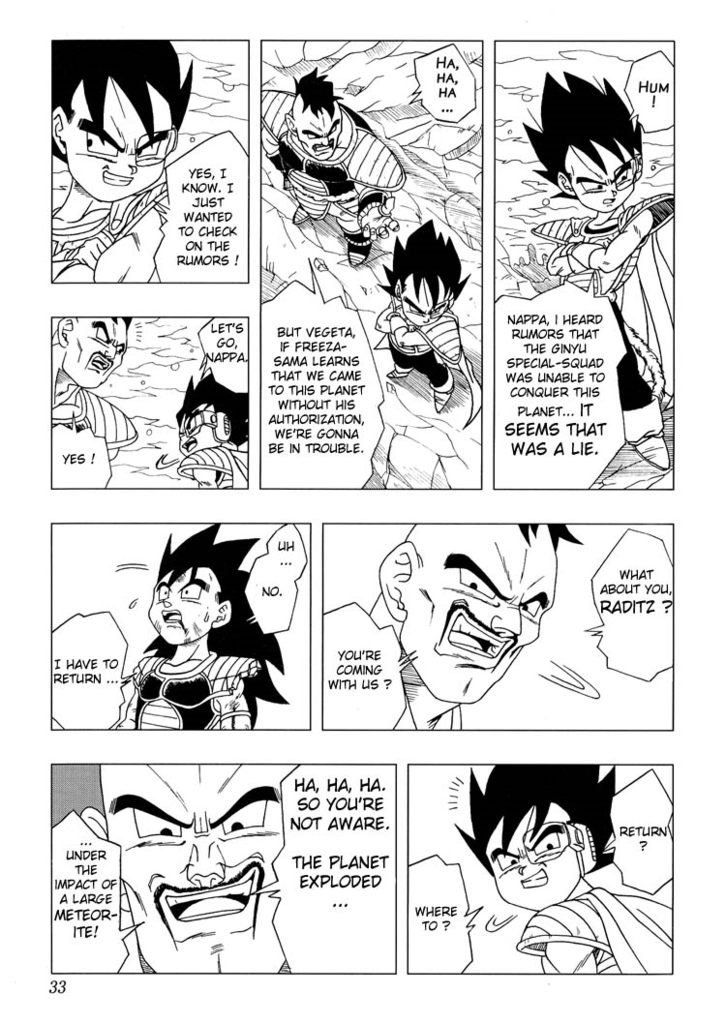 HUM
!
NAPPA, I HEARD
RUMORS THAT
THE GINYU
SPECIAL-SQUAD
WAS UNABLE TO
CONQUER THIS
PLANET... IT
SEEMS THAT
WAS A LIE.
HA,
HA,
HA
...
BUT VEGETA,
IF FREEZA-
SAMA LEARNS
THAT WE CAME
TO THIS PLANET
WITHOUT HIS
AUTHORIZATION,
WE'RE GONNA
BE IN TROUBLE.
YES, I
KNOW. I
JUST
WANTED
TO CHECK
ON THE
RUMORS !
LET'S
GO,
NAPPA.
YES !
WHAT
ABOUT YOU,
RADITZ ?
YOU'RE
COMING
WITH US ?
UH
...
NO.
I HAVE TO
RETURN ...
RETURN
?
WHERE
TO ?
HA, HA, HA.
SO YOU'RE
NOT AWARE.
THE PLANET
EXPLODED
...
...
UNDER
THE
IMPACT OF
A LARGE
METEOR-
ITE!
33